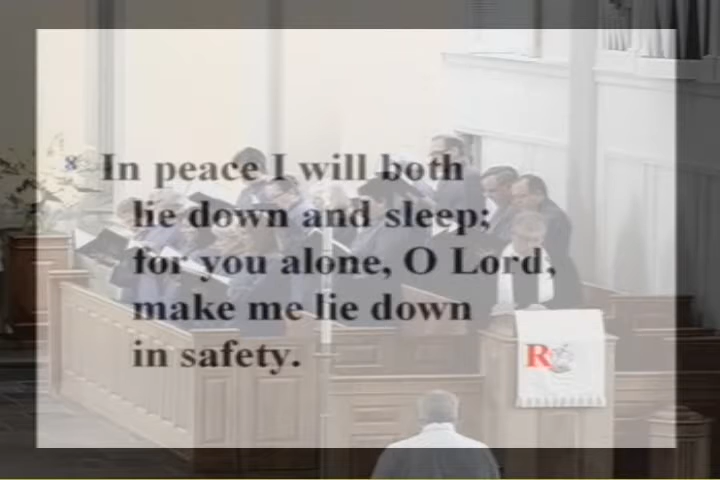 8 In peace I will both
lie down and sleep;
for you alone, O Lord,
make me lie down
in safety.
R